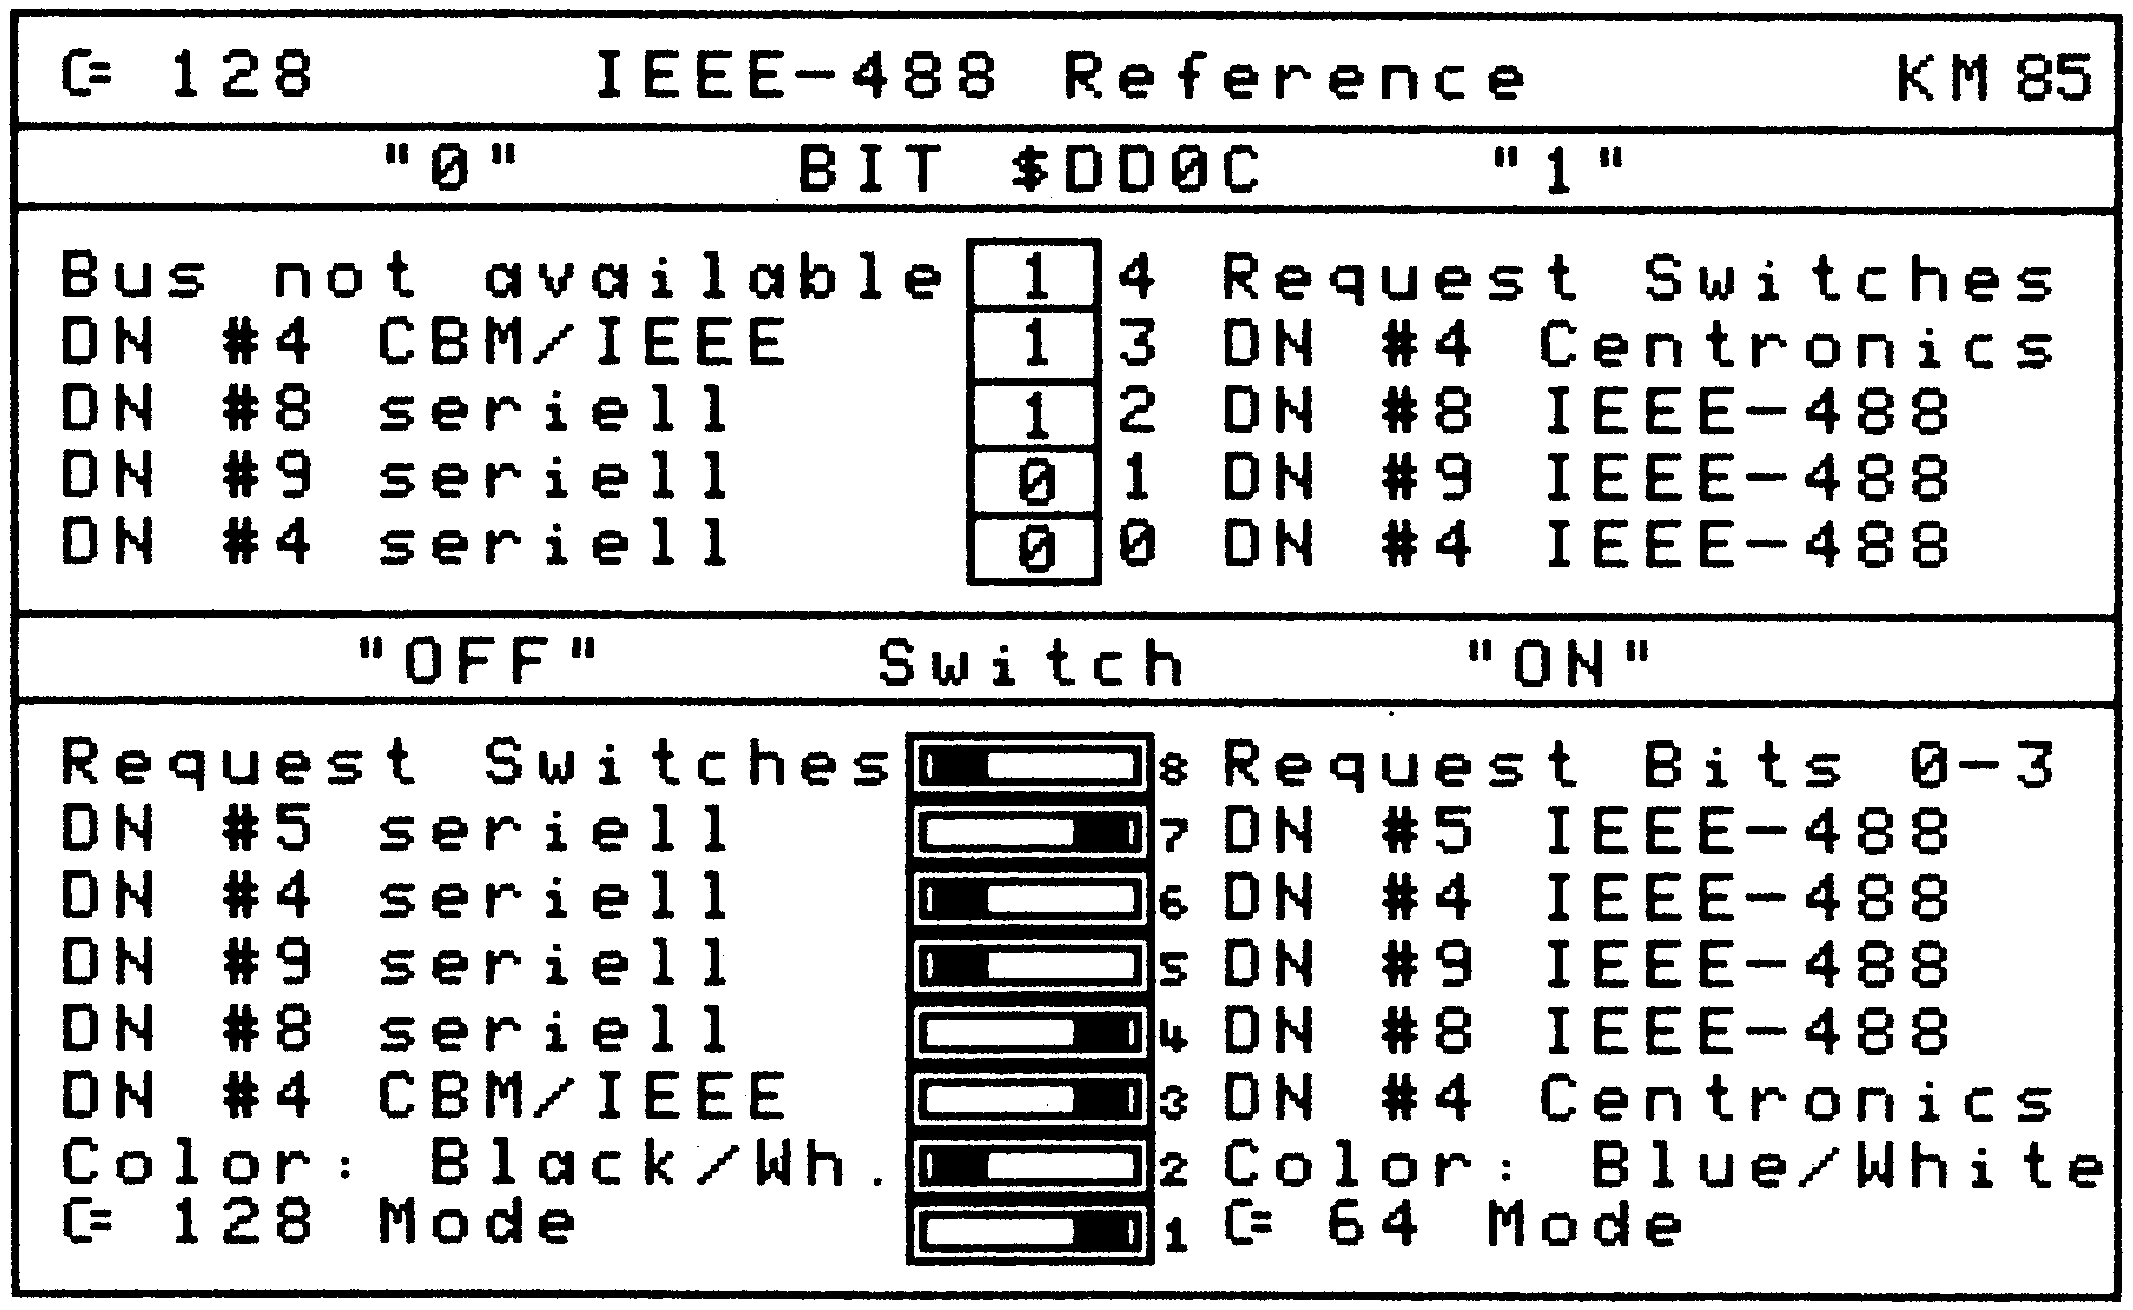 C= 128 IEEE-488 Reference KM85
"0" BIT $DD0C "1"
Bus not available 1 4 Request Switches
DN #4 CBM/IEEE 1 3 DN #4 Centronics
DN #8 seriell 1 2 DN #8 IEEE-488
DN #9 seriell 0 1 DN #9 IEEE-488
DN #4 seriell 0 0 DN #4 IEEE-488
"OFF" Switch "ON"
Request Switches 8 Request Bits 0-3
DN #5 seriell 7 DN #5 IEEE-488
DN #4 seriell 6 DN #4 IEEE-488
DN #9 seriell 5 DN #9 IEEE-488
DN #8 seriell 4 DN #8 IEEE-488
DN #4 CBM/IEEE 3 DN #4 Centronics
Color: Black/Wh. 2 Color: Blue/White
C= 128 Mode 1 C= 64 Mode